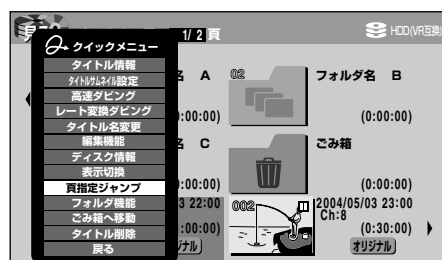 1/ 2 頁
HDD(VR互換)
クイックメニュー
タイトル情報
タイトルサムネイル設定
高速ダビング
レート変換ダビング
タイトル名変更
編集機能
ディスク情報
表示切換
頁指定ジャンプ
フォルダ機能
ごみ箱へ移動
タイトル削除
戻る
名 A
:00:00)
02
フォルダ名 B
(0:00:00)
名 C
:00:00)
ごみ箱
(0:00:00)
3 22:00
:00:00)
ジナル
002
2004/05/03 23:00
Ch:8
(0:30:00)
オリジナル